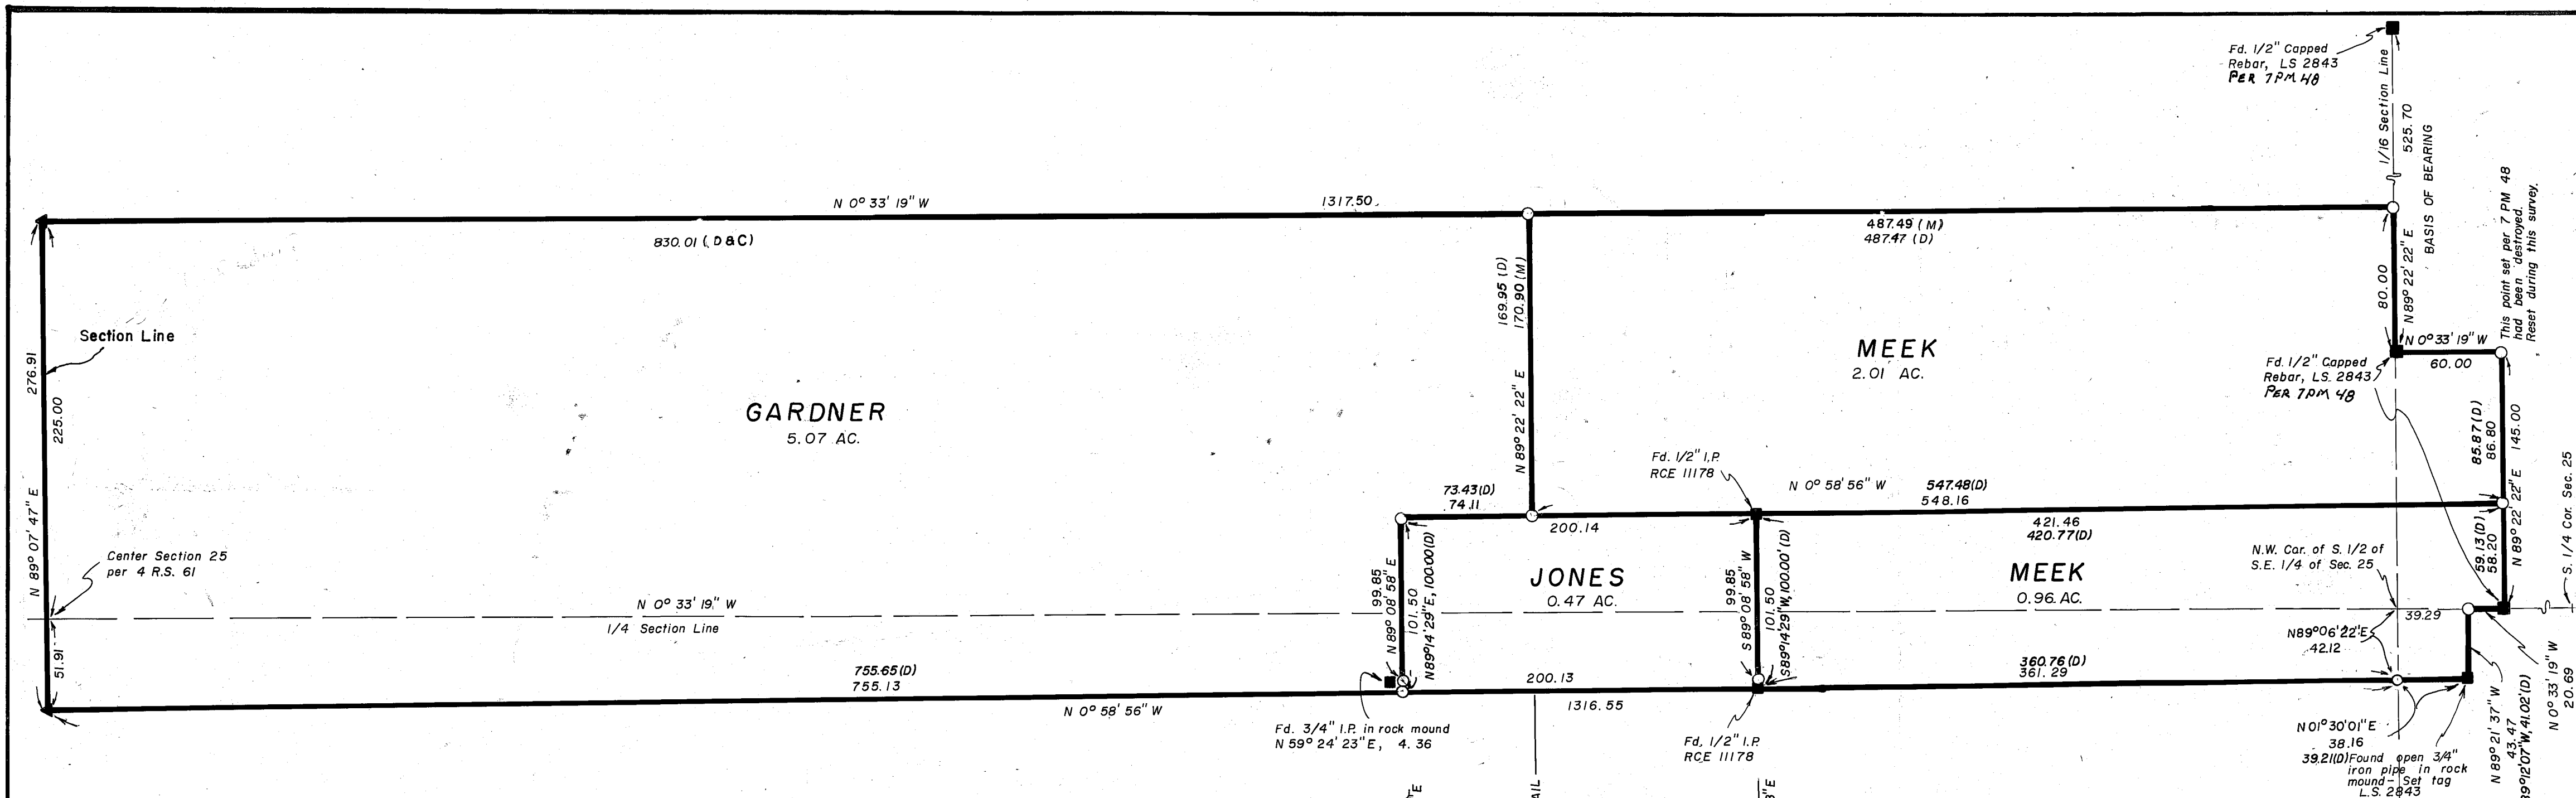 Fd. 1/2" Capped
Rebar, LS 2843
PER 7PM 48
1/16 Section Line
525.70
BASIS OF BEARING
N 0° 33' 19" W
1317.50
830.01 ( D & C )
487.49 ( M )
487.47 (D)
169.95 (D)
170.90 (M)
N 89° 22' 22" E
80.00
N 89° 22' 22" E
This point set per 7 PM 48
had been destroyed.
Reset during this survey.
Section Line
276.91
225.00
N 89° 07' 47" E
GARDNER
5.07 AC.
MEEK
2.01 AC.
N 0° 33' 19" W
60.00
Fd. 1/2" Capped
Rebar, LS 2843
PER 7PM 48
85.87 (D)
86.80
145.00
N 89° 22' 22" E
Fd. 1/2" I.P.
RCE 11178
73.43 (D)
74.11
N 0° 58' 56" W
547.48 (D)
548.16
200.14
421.46
420.77 (D)
59.13 (D)
58.20
S. 1/4 Cor. Sec. 25
Center Section 25
per 4 R.S. 61
N.W. Cor. of S. 1/2 of
S.E. 1/4 of Sec. 25
99.85
N 89° 08' 58" E
101.50
N 89° 14' 29" E, 100.00 (D)
JONES
0.47 AC.
99.85
S 89° 08' 58" W
101.50
S 89° 14' 29" W, 100.00' (D)
MEEK
0.96 AC.
N 0° 33' 19" W
1/4 Section Line
39.29
N 89° 06' 22" E
42.12
51.91
755.65 (D)
755.13
200.13
360.76 (D)
361.29
N 0° 58' 56" W
1316.55
Fd. 3/4" I.P. in rock mound
N 59° 24' 23" E, 4.36
Fd. 1/2" I.P.
RCE 11178
N 01° 30' 01" E
38.16
39.21 (D)
Found open 3/4"
iron pipe in rock
mound - Set tag
L.S. 2843
N 89° 21' 37" W
43.47
89° 12' 07" W, 41.02' (D)
N 0° 33' 19" W
20.69
"E
AIL
8" E